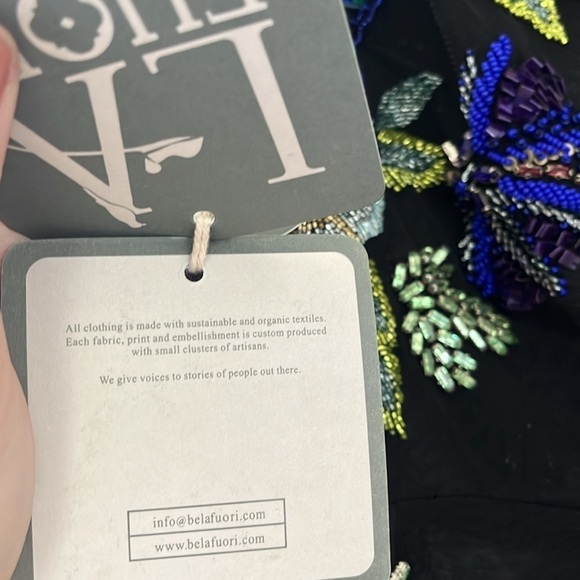 All clothing is made with sustainable and organic textiles.
Each fabric, print and embellishment is custom produced
with small clusters of artisans.
We give voices to stories of people out there.
info@belafuori.com
www.belafuori.com